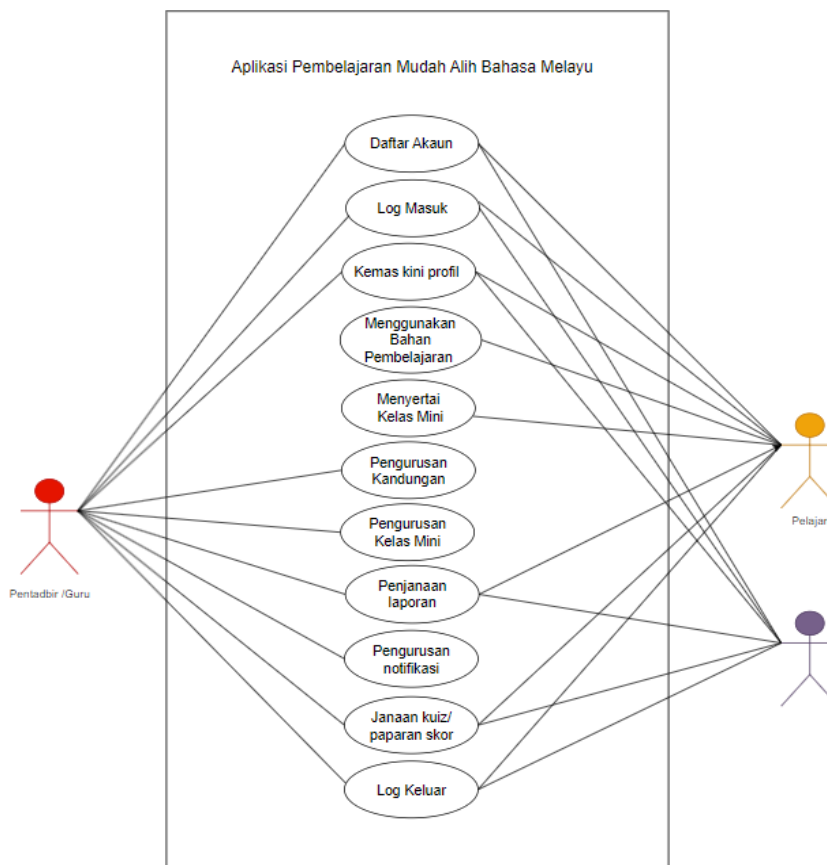 Aplikasi Pembelajaran Mudah Alih Bahasa Melayu
Daftar Akaun
Log Masuk
Kemas kini profil
Menggunakan
Bahan
Pembelajaran
Menyertai
Kelas Mini
Pengurusan
Kandungan
Pengurusan
Kelas Mini
Penjanaan
laporan
Pengurusan
notifikasi
Janaan kuiz/
paparan skor
Log Keluar
Pentadbir /Guru
Pelajar